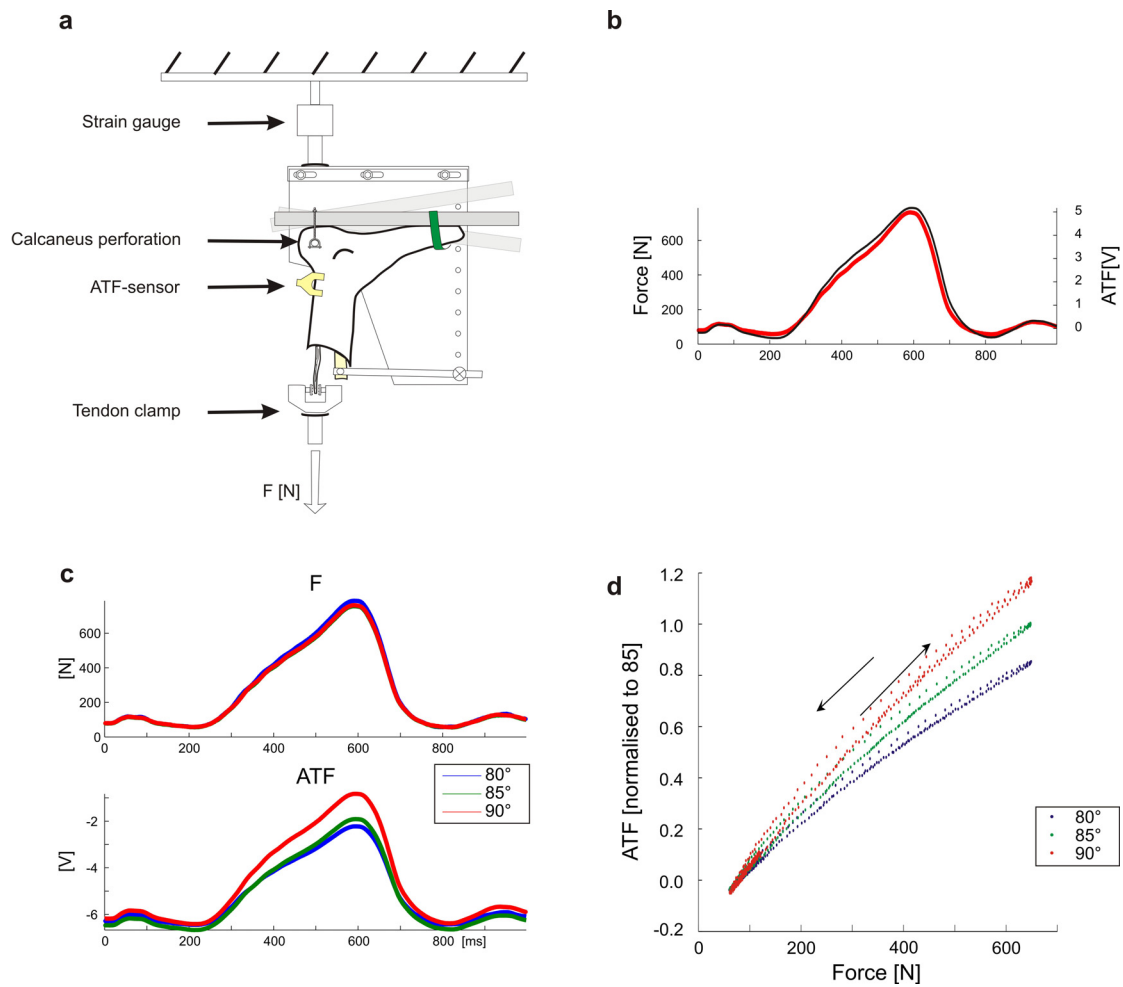 a
Strain gauge
Calcaneus perforation
ATF-sensor
Tendon clamp
F [N]
b
Force [N]
600
400
200
0
0 200 400 600 800
ATF[V]
5
4
3
2
1
0
c
F
[N]
600
400
200
0
0 200 400 600 800
ATF
80°
85°
90°
[V]
-2
-4
-6
0 200 400 600 800 [ms]
d
ATF [normalised to 85]
1.2
1.0
0.8
0.6
0.4
0.2
0.0
-0.2
0 200 400 600
Force [N]
80°
85°
90°